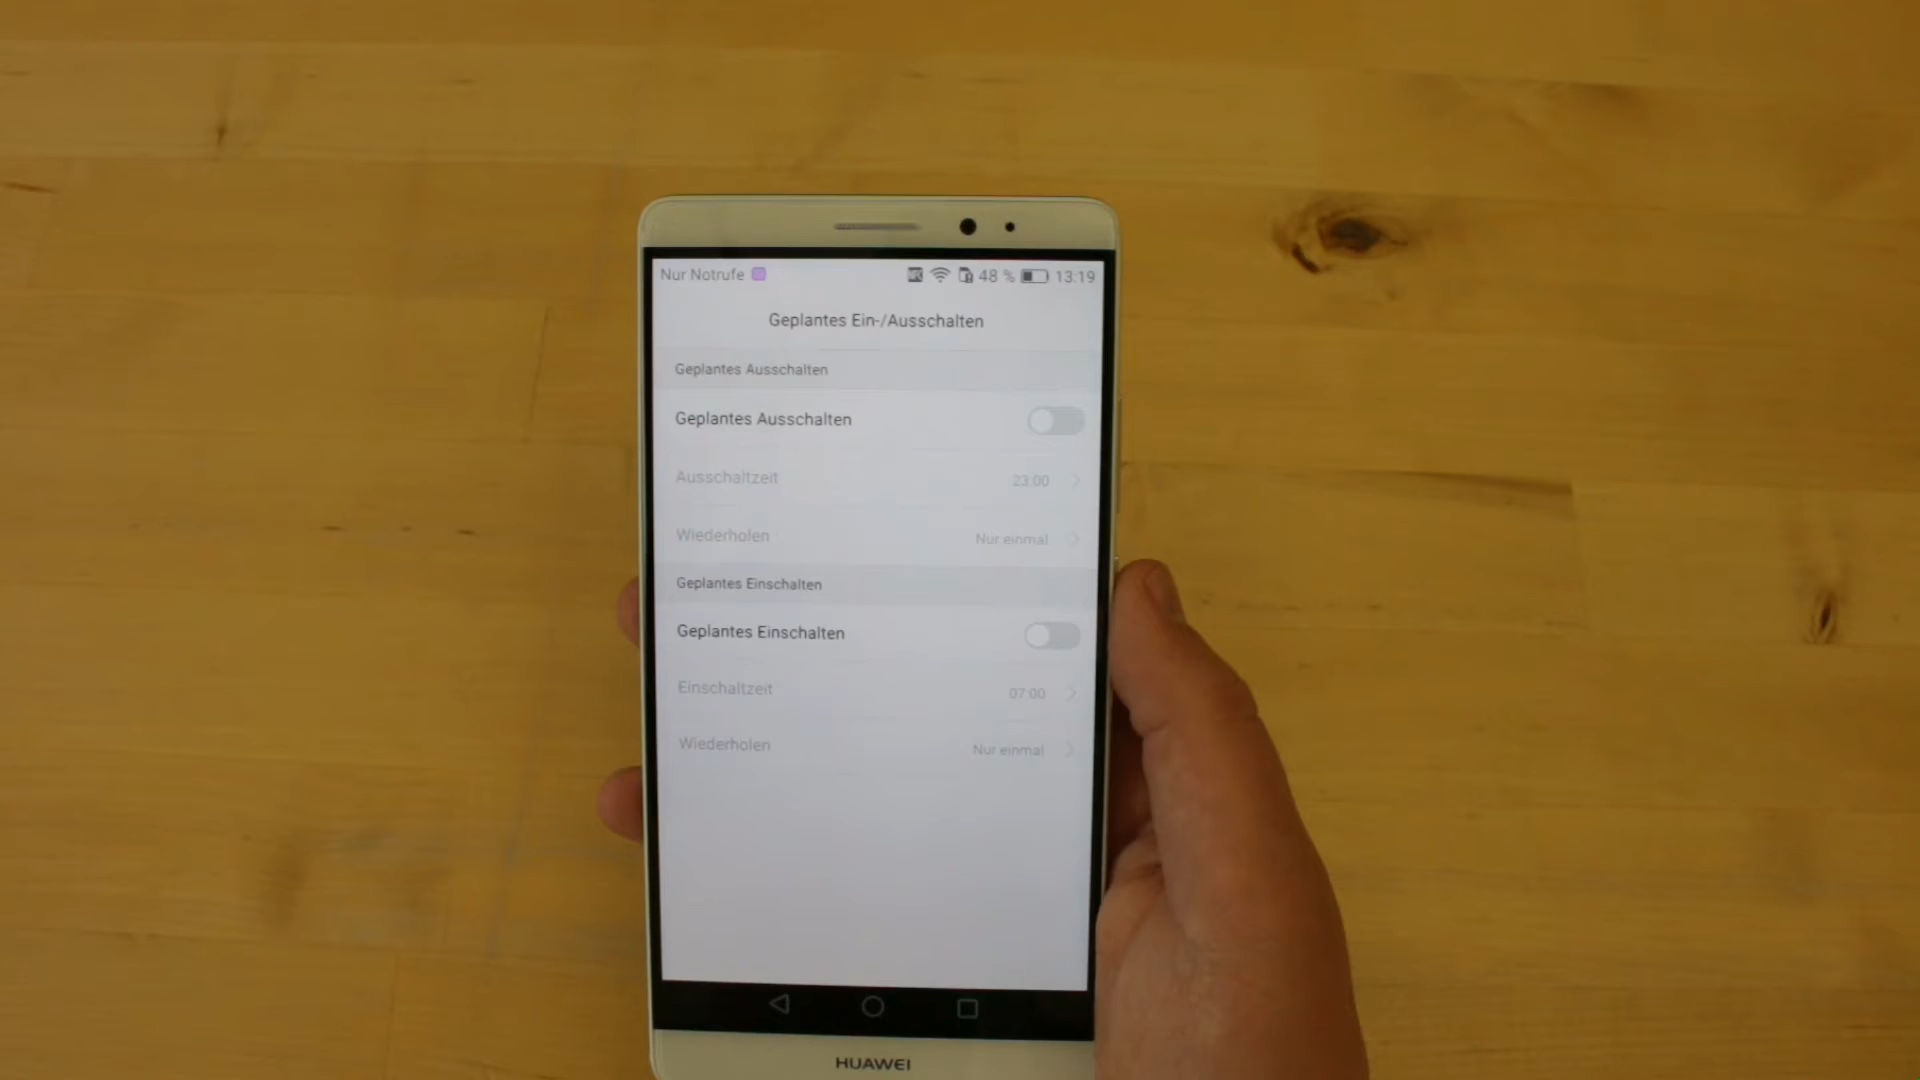 Nur Notrufe 48 % 13:19
Geplantes Ein-/Ausschalten
Geplantes Ausschalten
Geplantes Ausschalten
Ausschaltzeit 23:00
Wiederholen Nur einmal
Geplantes Einschalten
Geplantes Einschalten
Einschaltzeit 07:00
Wiederholen Nur einmal
HUAWEI